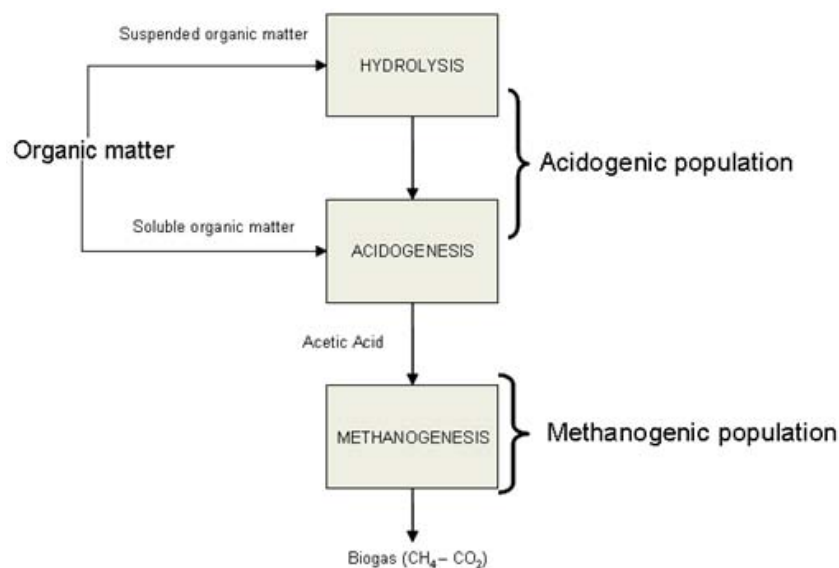 Suspended organic matter
HYDROLYSIS
Organic matter
Acidogenic population
Soluble organic matter
ACIDOGENESIS
Acetic Acid
METHANOGENESIS
Methanogenic population
Biogas (CH₄ – CO₂)